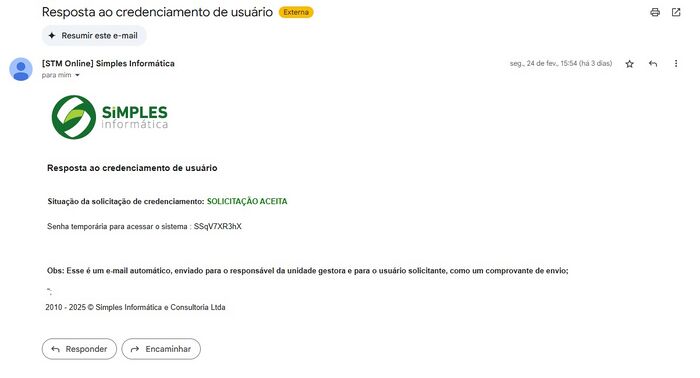 Resposta ao credenciamento de usuário Externa
Resumir este e-mail
[STM Online] Simples Informática
seg., 24 de fev., 15:54 (há 3 dias)
para mim
SiMPLES
informática
Resposta ao credenciamento de usuário
Situação da solicitação de credenciamento: SOLICITAÇÃO ACEITA
Senha temporária para acessar o sistema : SSqV7XR3hX
Obs: Esse é um e-mail automático, enviado para o responsável da unidade gestora e para o usuário solicitante, como um comprovante de envio;
";
2010 - 2025 © Simples Informática e Consultoria Ltda
Responder
Encaminhar